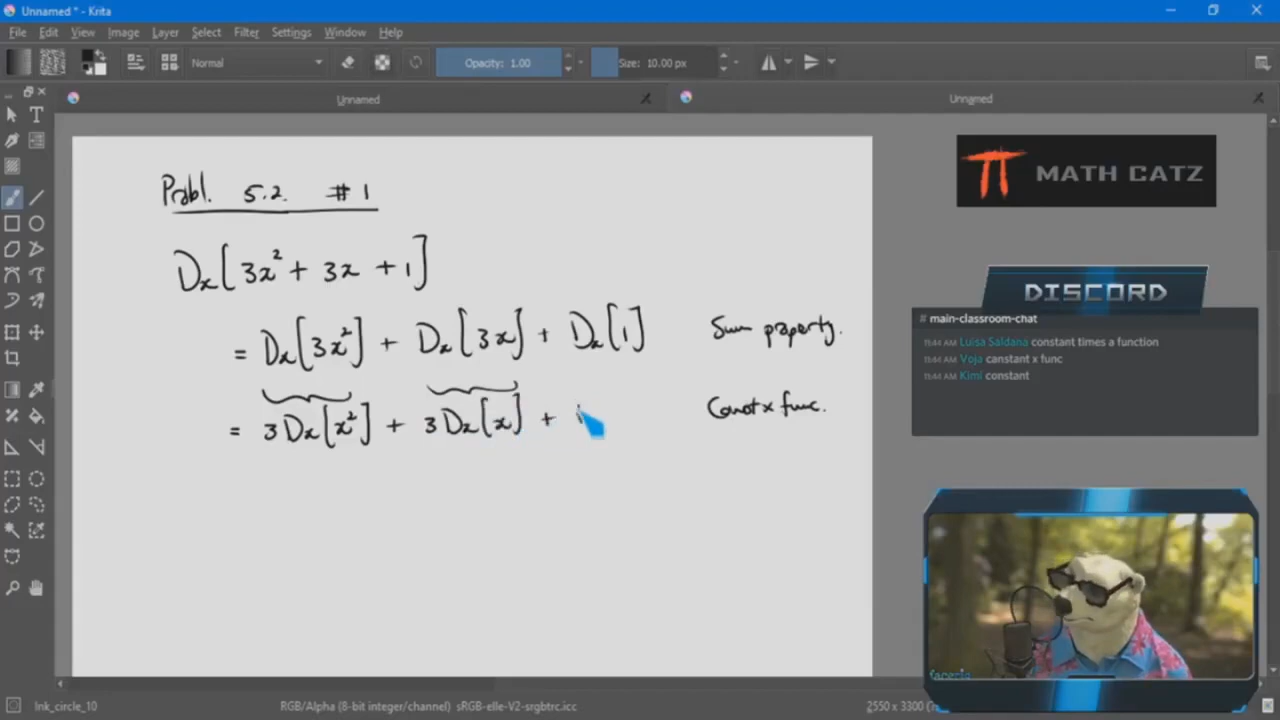 Unnamed * - Krita
File Edit View Image Layer Select Filter Settings Window Help
Normal Opacity: 1.00 Size: 10.00 px
Unnamed Unnamed
Probl. 5.2. #1
Dx[3x² + 3x + 1]
= Dx[3x²] + Dx[3x] + Dx[1] Sum property.
= 3Dx[x²] + 3Dx[x] + Const x func.
MATH CATZ
DISCORD
# main-classroom-chat
11:44 AM Luisa Saldana constant times a function
11:44 AM Voja canstant x func
11:44 AM Kimi constant
facerig
Ink_circle_10 RGB/Alpha (8-bit integer/channel) sRGB-elle-V2-srgbtrc.icc 2550 x 3300